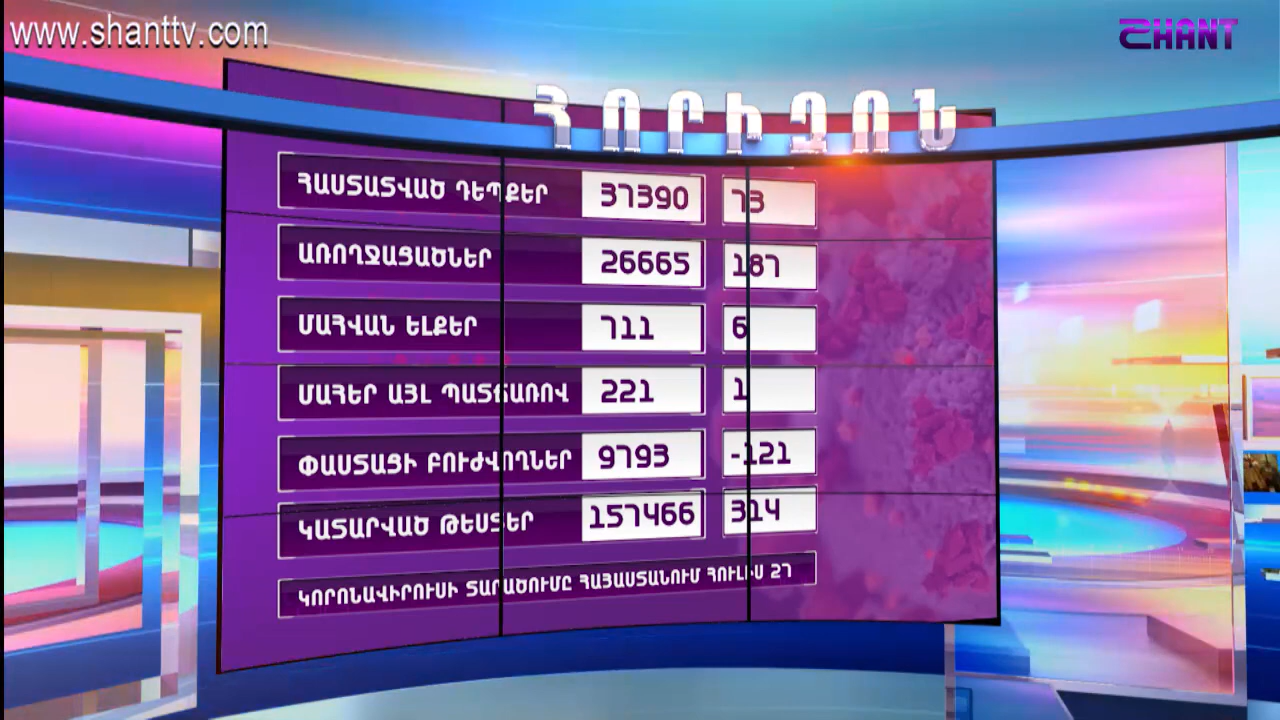 www.shanttv.com
SHANT
ՀՈՐԻԶՈՆ
ՀԱՍՏԱՏՎԱԾ ԴԵՊՔԵՐ 37390 73
ԱՌՈՂՋԱՑԱԾՆԵՐ 26665 187
ՄԱՀՎԱՆ ԵԼՔԵՐ 711 6
ՄԱՀԵՐ ԱՅԼ ՊԱՏՃԱՌՈՎ 221 1
ՓԱՍՏԱՑԻ ԲՈՒԺՎՈՂՆԵՐ 9793 -121
ԿԱՏԱՐՎԱԾ ԹԵՍՏԵՐ 157466 314
ԿՈՐՈՆԱՎԻՐՈՒՍԻ ՏԱՐԱԾՈՒՄԸ ՀԱՅԱՍՏԱՆՈՒՄ ՀՈՒԼԻՍ 27